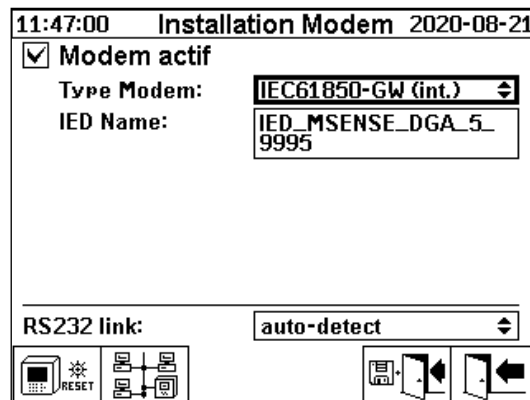 11:47:00 Installation Modem 2020-08-21
Modem actif
Type Modem: IEC61850-GW (int.)
IED Name: IED_MSENSE_DGA_5_
9995
RS232 link: auto-detect
RESET